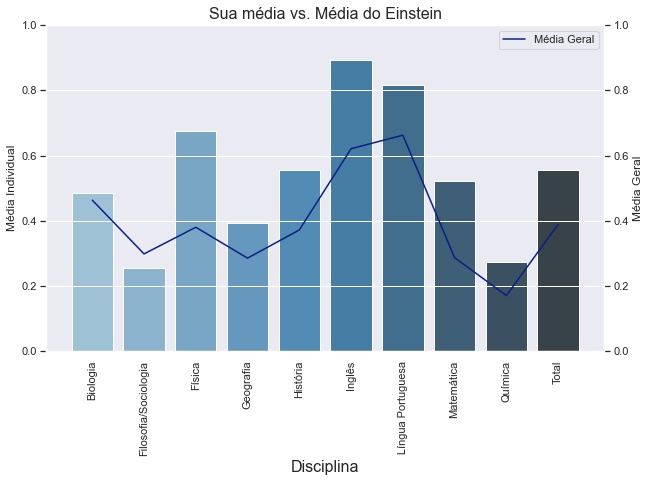 Sua média vs. Média do Einstein
1.0
0.8
0.6
0.4
0.2
0.0
Média Individual
Média Geral
1.0
0.8
0.6
0.4
0.2
0.0
Média Geral
Biologia
Filosofia/Sociologia
Física
Geografia
História
Inglês
Língua Portuguesa
Matemática
Química
Total
Disciplina